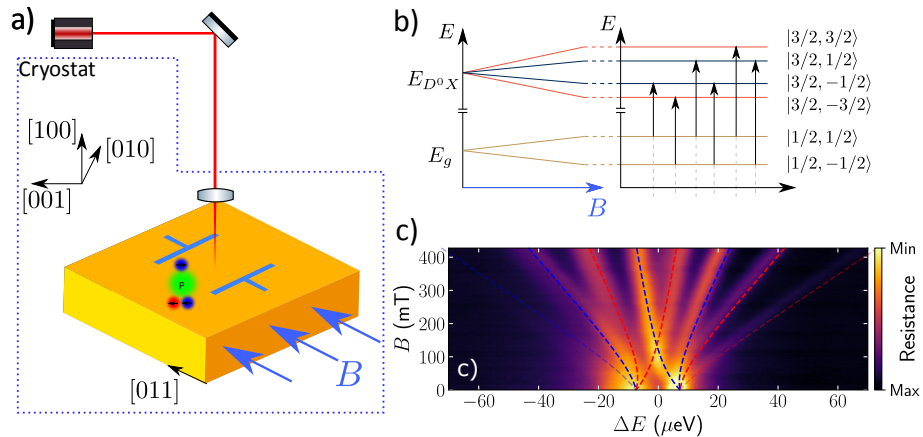 a)
Cryostat
[100]
[010]
[001]
P
[011]
B
b)
E
E
E_{D^0X}
E_g
B
|3/2, 3/2⟩
|3/2, 1/2⟩
|3/2, −1/2⟩
|3/2, −3/2⟩
|1/2, 1/2⟩
|1/2, −1/2⟩
c)
400
300
200
100
0
B (mT)
c)
−60 −40 −20 0 20 40 60
ΔE (μeV)
Min
Resistance
Max